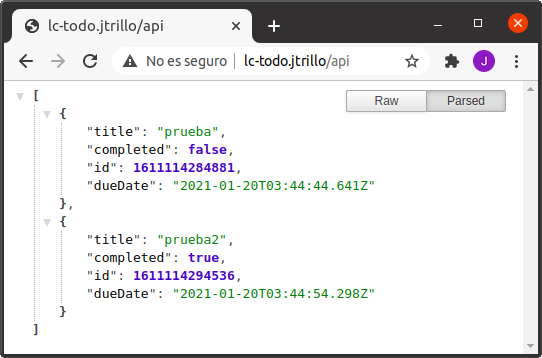 lc-todo.jtrillo/api
No es seguro lc-todo.jtrillo/api
J
Raw Parsed
[
{
"title": "prueba",
"completed": false,
"id": 1611114284881,
"dueDate": "2021-01-20T03:44:44.641Z"
},
{
"title": "prueba2",
"completed": true,
"id": 1611114294536,
"dueDate": "2021-01-20T03:44:54.298Z"
}
]